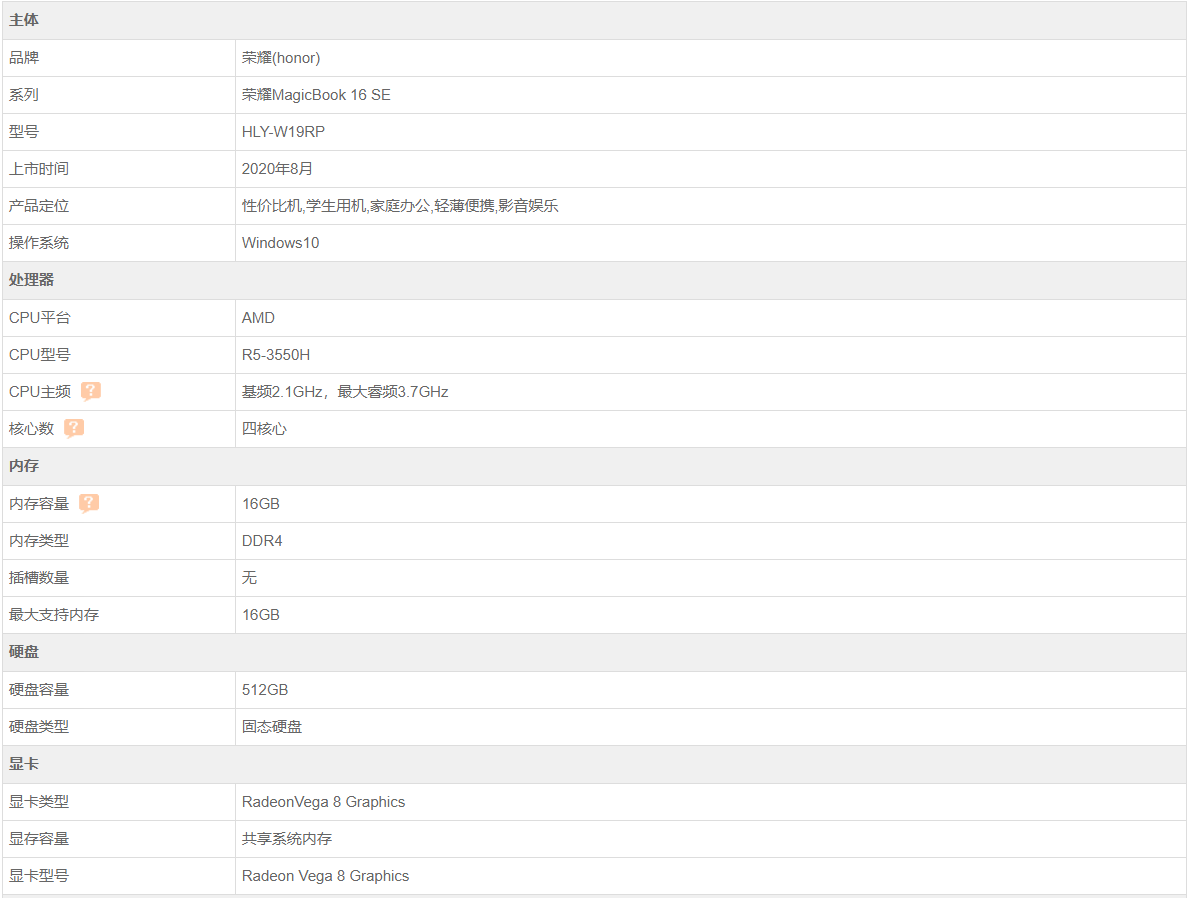 主体
品牌 荣耀(honor)
系列 荣耀MagicBook 16 SE
型号 HLY-W19RP
上市时间 2020年8月
产品定位 性价比机,学生用机,家庭办公,轻薄便携,影音娱乐
操作系统 Windows10
处理器
CPU平台 AMD
CPU型号 R5-3550H
CPU主频 ? 基频2.1GHz，最大睿频3.7GHz
核心数 ? 四核心
内存
内存容量 ? 16GB
内存类型 DDR4
插槽数量 无
最大支持内存 16GB
硬盘
硬盘容量 512GB
硬盘类型 固态硬盘
显卡
显卡类型 RadeonVega 8 Graphics
显存容量 共享系统内存
显卡型号 Radeon Vega 8 Graphics